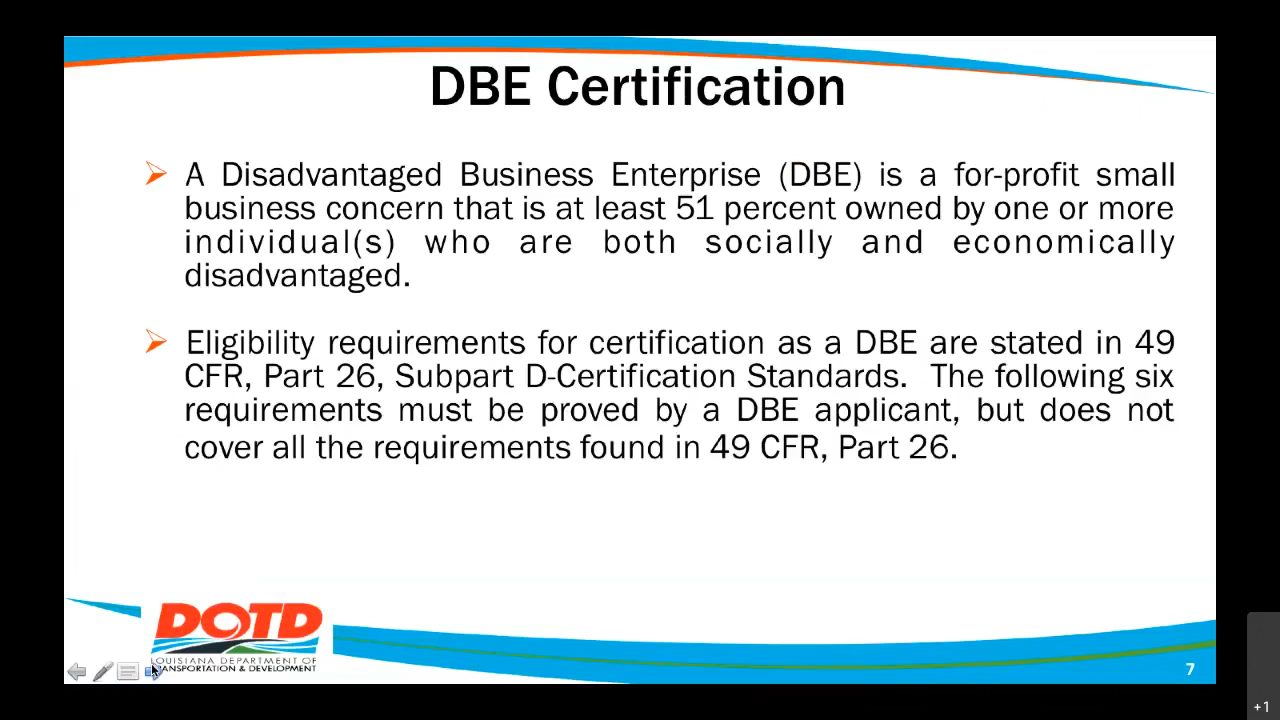 DBE Certification
A Disadvantaged Business Enterprise (DBE) is a for-profit small
business concern that is at least 51 percent owned by one or more
individual(s) who are both socially and economically
disadvantaged.
Eligibility requirements for certification as a DBE are stated in 49
CFR, Part 26, Subpart D-Certification Standards. The following six
requirements must be proved by a DBE applicant, but does not
cover all the requirements found in 49 CFR, Part 26.
DOTD
LOUISIANA DEPARTMENT OF
TRANSPORTATION & DEVELOPMENT
7
+1